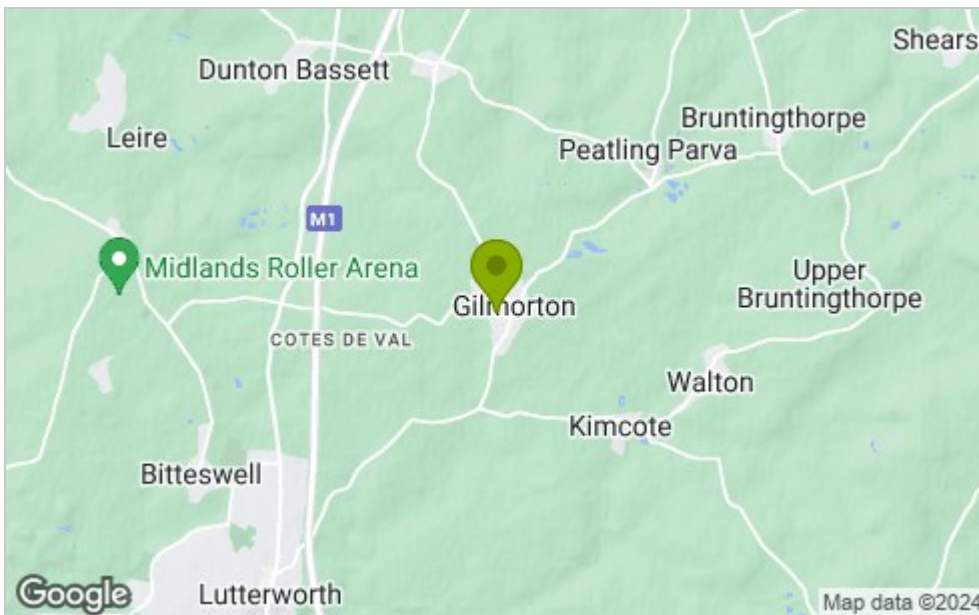 Shears
Dunton Bassett
Bruntingthorpe
Leire
Peatling Parva
M1
Midlands Roller Arena
Upper
Bruntingthorpe
Gilmorton
COTES DE VAL
Walton
Kimcote
Bitteswell
Lutterworth
Google
Map data ©2024